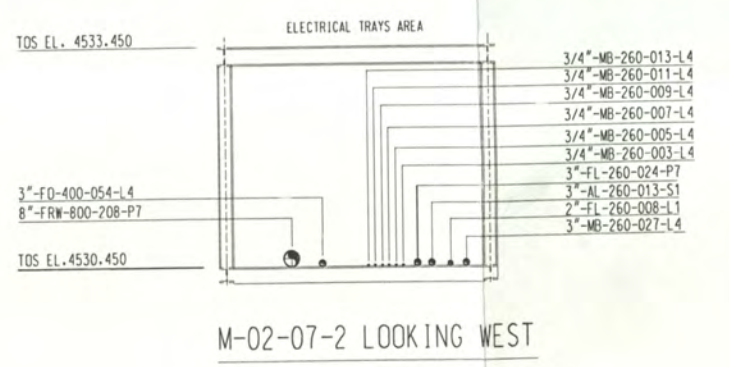 ELECTRICAL TRAYS AREA
TOS EL. 4533.450
3/4"-MB-260-013-L4
3/4"-MB-260-011-L4
3/4"-MB-260-009-L4
3/4"-MB-260-007-L4
3/4"-MB-260-005-L4
3/4"-MB-260-003-L4
3"-FL-260-024-P7
3"-AL-260-013-S1
2"-FL-260-008-L1
3"-MB-260-027-L4
3"-FO-400-054-L4
8"-FRW-800-208-P7
TOS EL.4530.450
M-02-07-2 LOOKING WEST